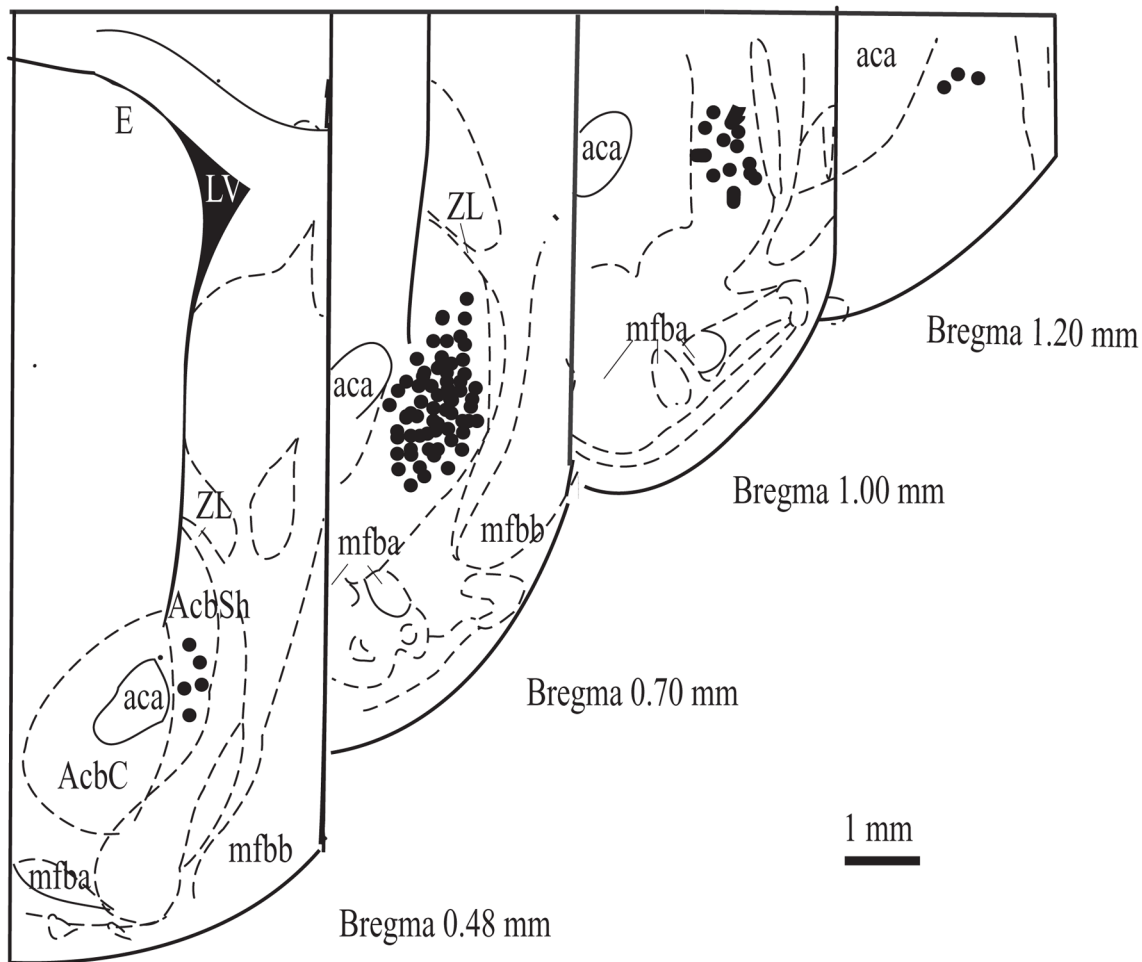 E
LV
ZL
AcbSh
aca
AcbC
mfba
mfbb
Bregma 0.48 mm
ZL
aca
mfba
mfbb
Bregma 0.70 mm
aca
mfba
Bregma 1.00 mm
aca
Bregma 1.20 mm
1 mm